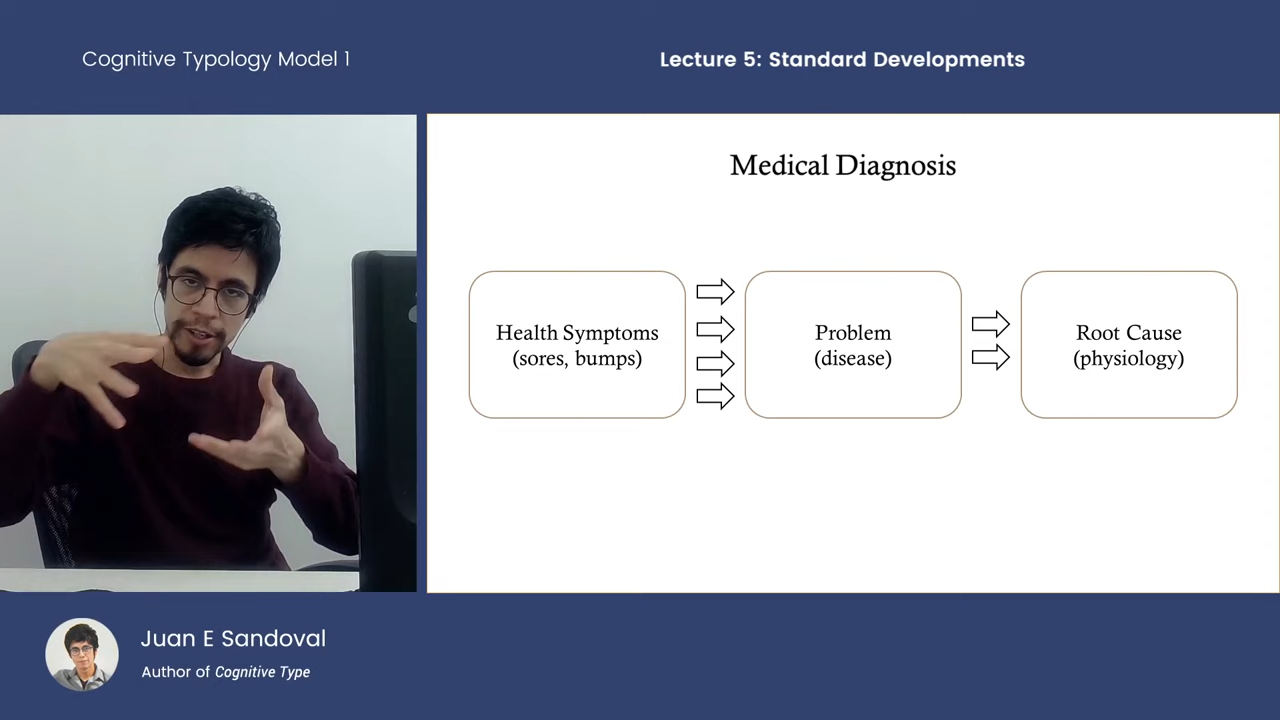 Cognitive Typology Model 1
Lecture 5: Standard Developments
Medical Diagnosis
Health Symptoms
(sores, bumps)
Problem
(disease)
Root Cause
(physiology)
Juan E Sandoval
Author of Cognitive Type